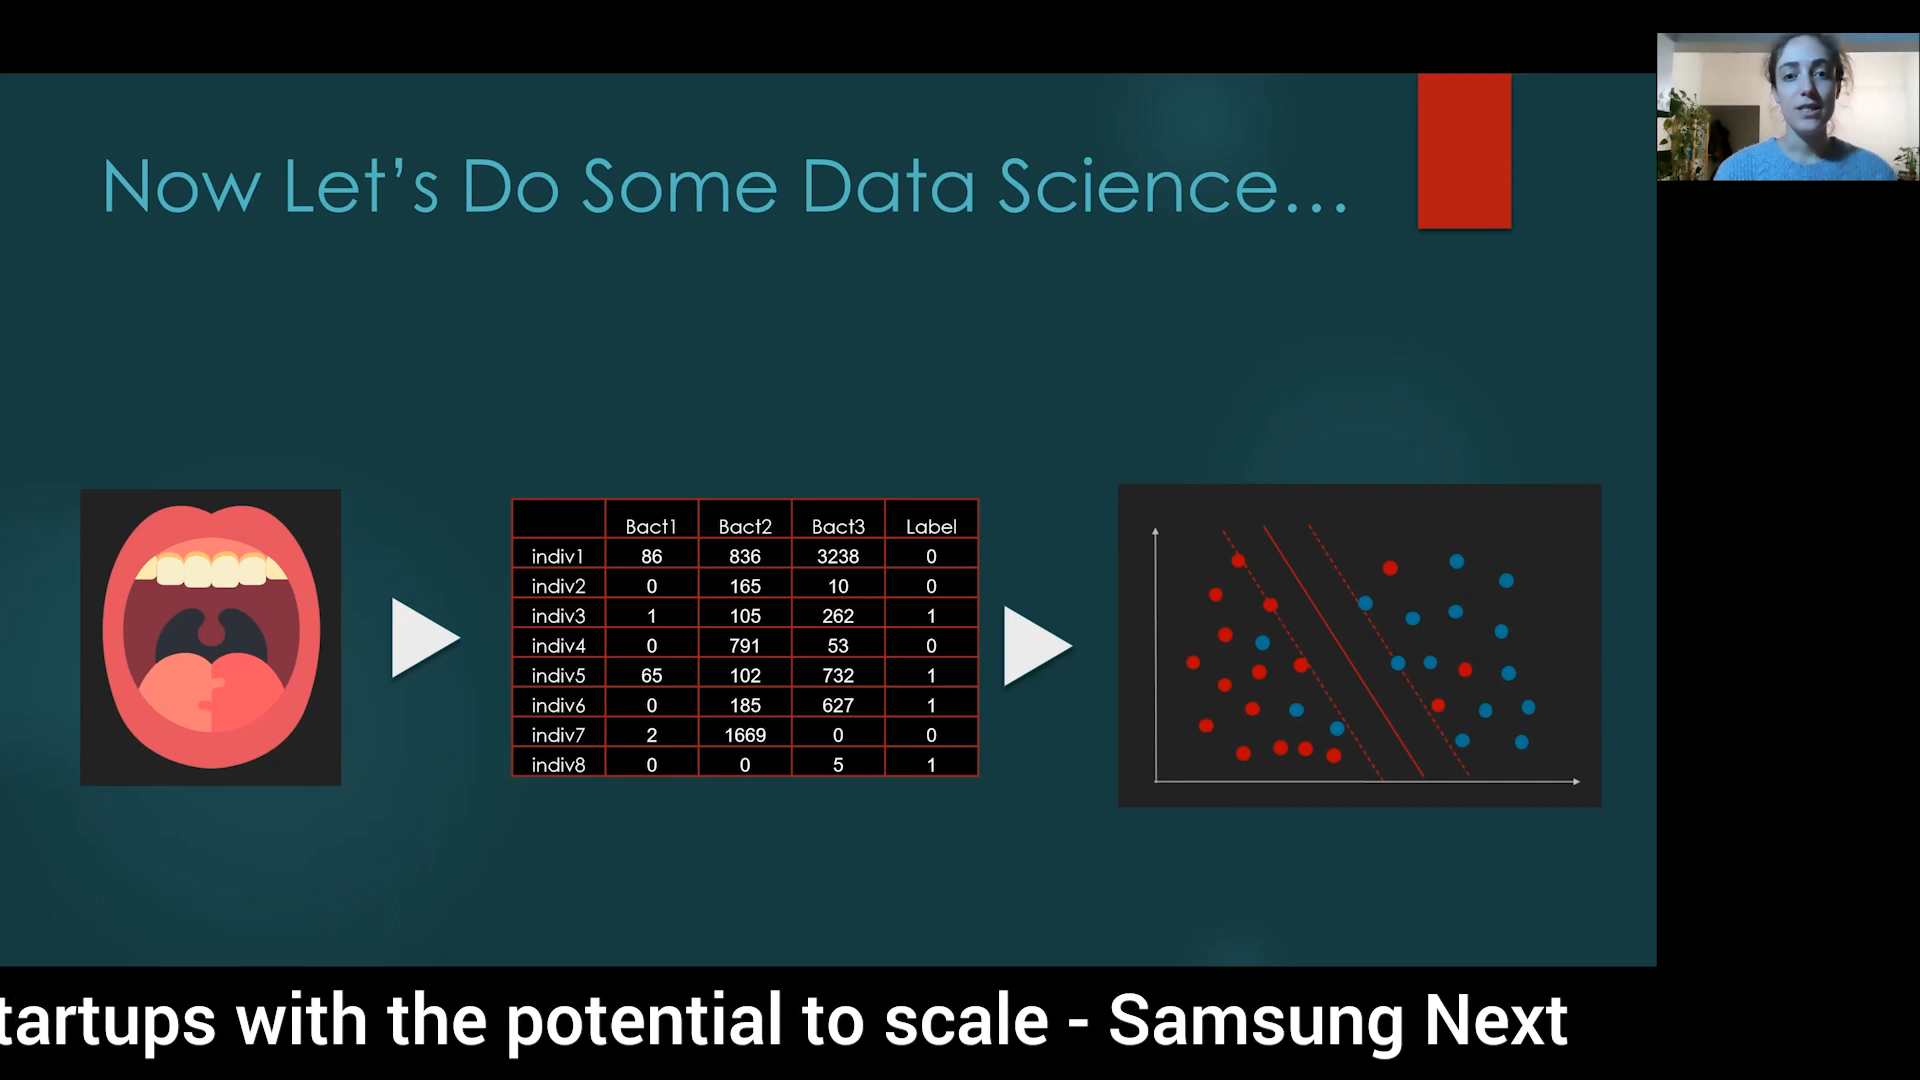 Now Let's Do Some Data Science...
Bact1 Bact2 Bact3 Label
indiv1 86 836 3238 0
indiv2 0 165 10 0
indiv3 1 105 262 1
indiv4 0 791 53 0
indiv5 65 102 732 1
indiv6 0 185 627 1
indiv7 2 1669 0 0
indiv8 0 0 5 1
tartups with the potential to scale - Samsung Next